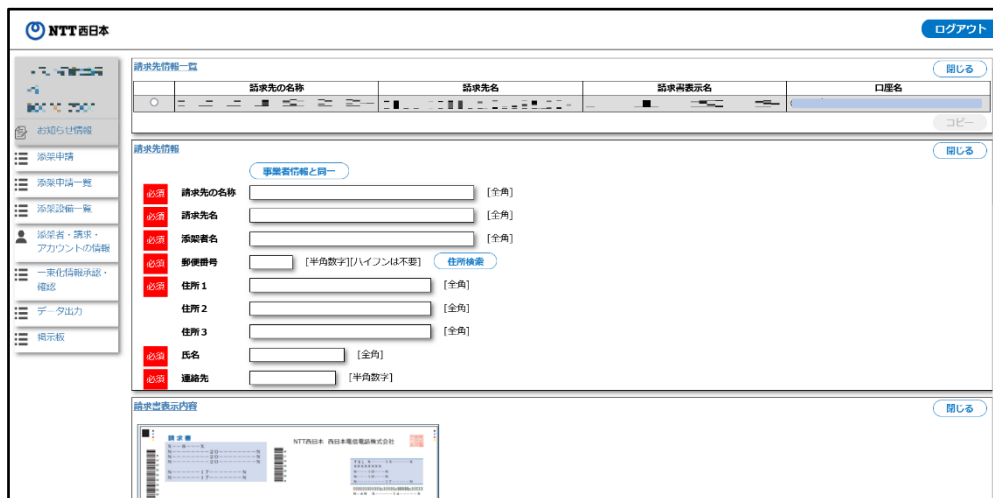 NTT西日本
ログアウト
お知らせ情報
添架申請
添架申請一覧
添架設備一覧
添架者・請求・
アカウントの情報
一束化情報承認・
確認
データ出力
掲示板
請求先情報一覧
閉じる
請求先の名称 請求先名 請求書表示名 口座名
コピー
請求先情報
閉じる
事業者情報と同一
必須 請求先の名称 [全角]
必須 請求先名 [全角]
必須 添架者名 [全角]
必須 郵便番号 [半角数字][ハイフンは不要] 住所検索
必須 住所1 [全角]
住所2 [全角]
住所3 [全角]
必須 氏名 [全角]
必須 連絡先 [半角数字]
請求書表示内容
閉じる
請求書
NTT西日本 西日本電信電話株式会社